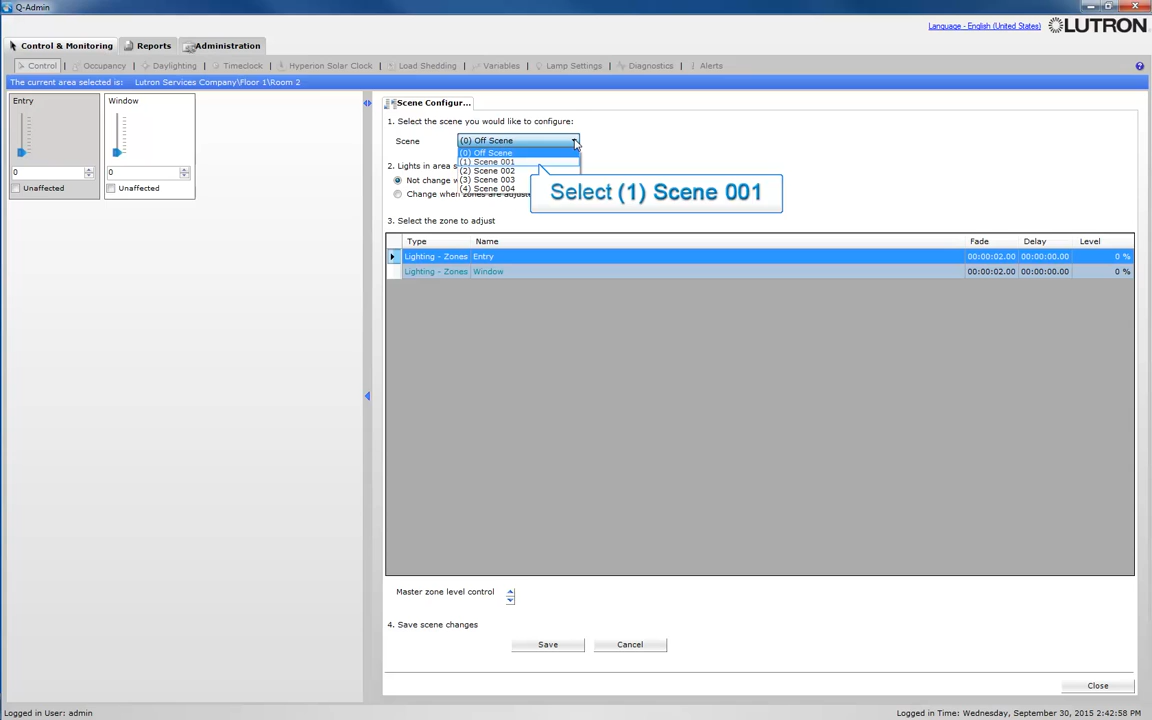 Q-Admin
Language - English (United States) LUTRON
Control & Monitoring Reports Administration
Control | Occupancy | Daylighting | Timeclock | Hyperion Solar Clock | Load Shedding | Variables | Lamp Settings | Diagnostics | Alerts
The current area selected is: Lutron Services Company\Floor 1\Room 2
Entry
0
Unaffected
Window
0
Unaffected
Scene Configur...
1. Select the scene you would like to configure:
Scene (0) Off Scene
(0) Off Scene
(1) Scene 001
(2) Scene 002
(3) Scene 003
(4) Scene 004
Select (1) Scene 001
2. Lights in area s
Not change w
Change when zones are adjuste
3. Select the zone to adjust
Type Name Fade Delay Level
Lighting - Zones Entry 00:00:02.00 00:00:00.00 0 %
Lighting - Zones Window 00:00:02.00 00:00:00.00 0 %
Master zone level control
4. Save scene changes
Save Cancel
Close
Logged in User: admin Logged in Time: Wednesday, September 30, 2015 2:42:58 PM